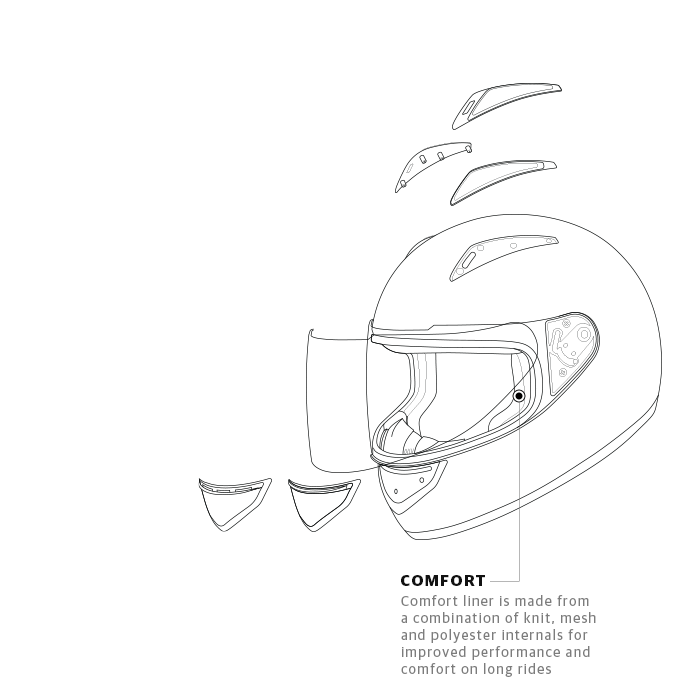 COMFORT
Comfort liner is made from
a combination of knit, mesh
and polyester internals for
improved performance and
comfort on long rides